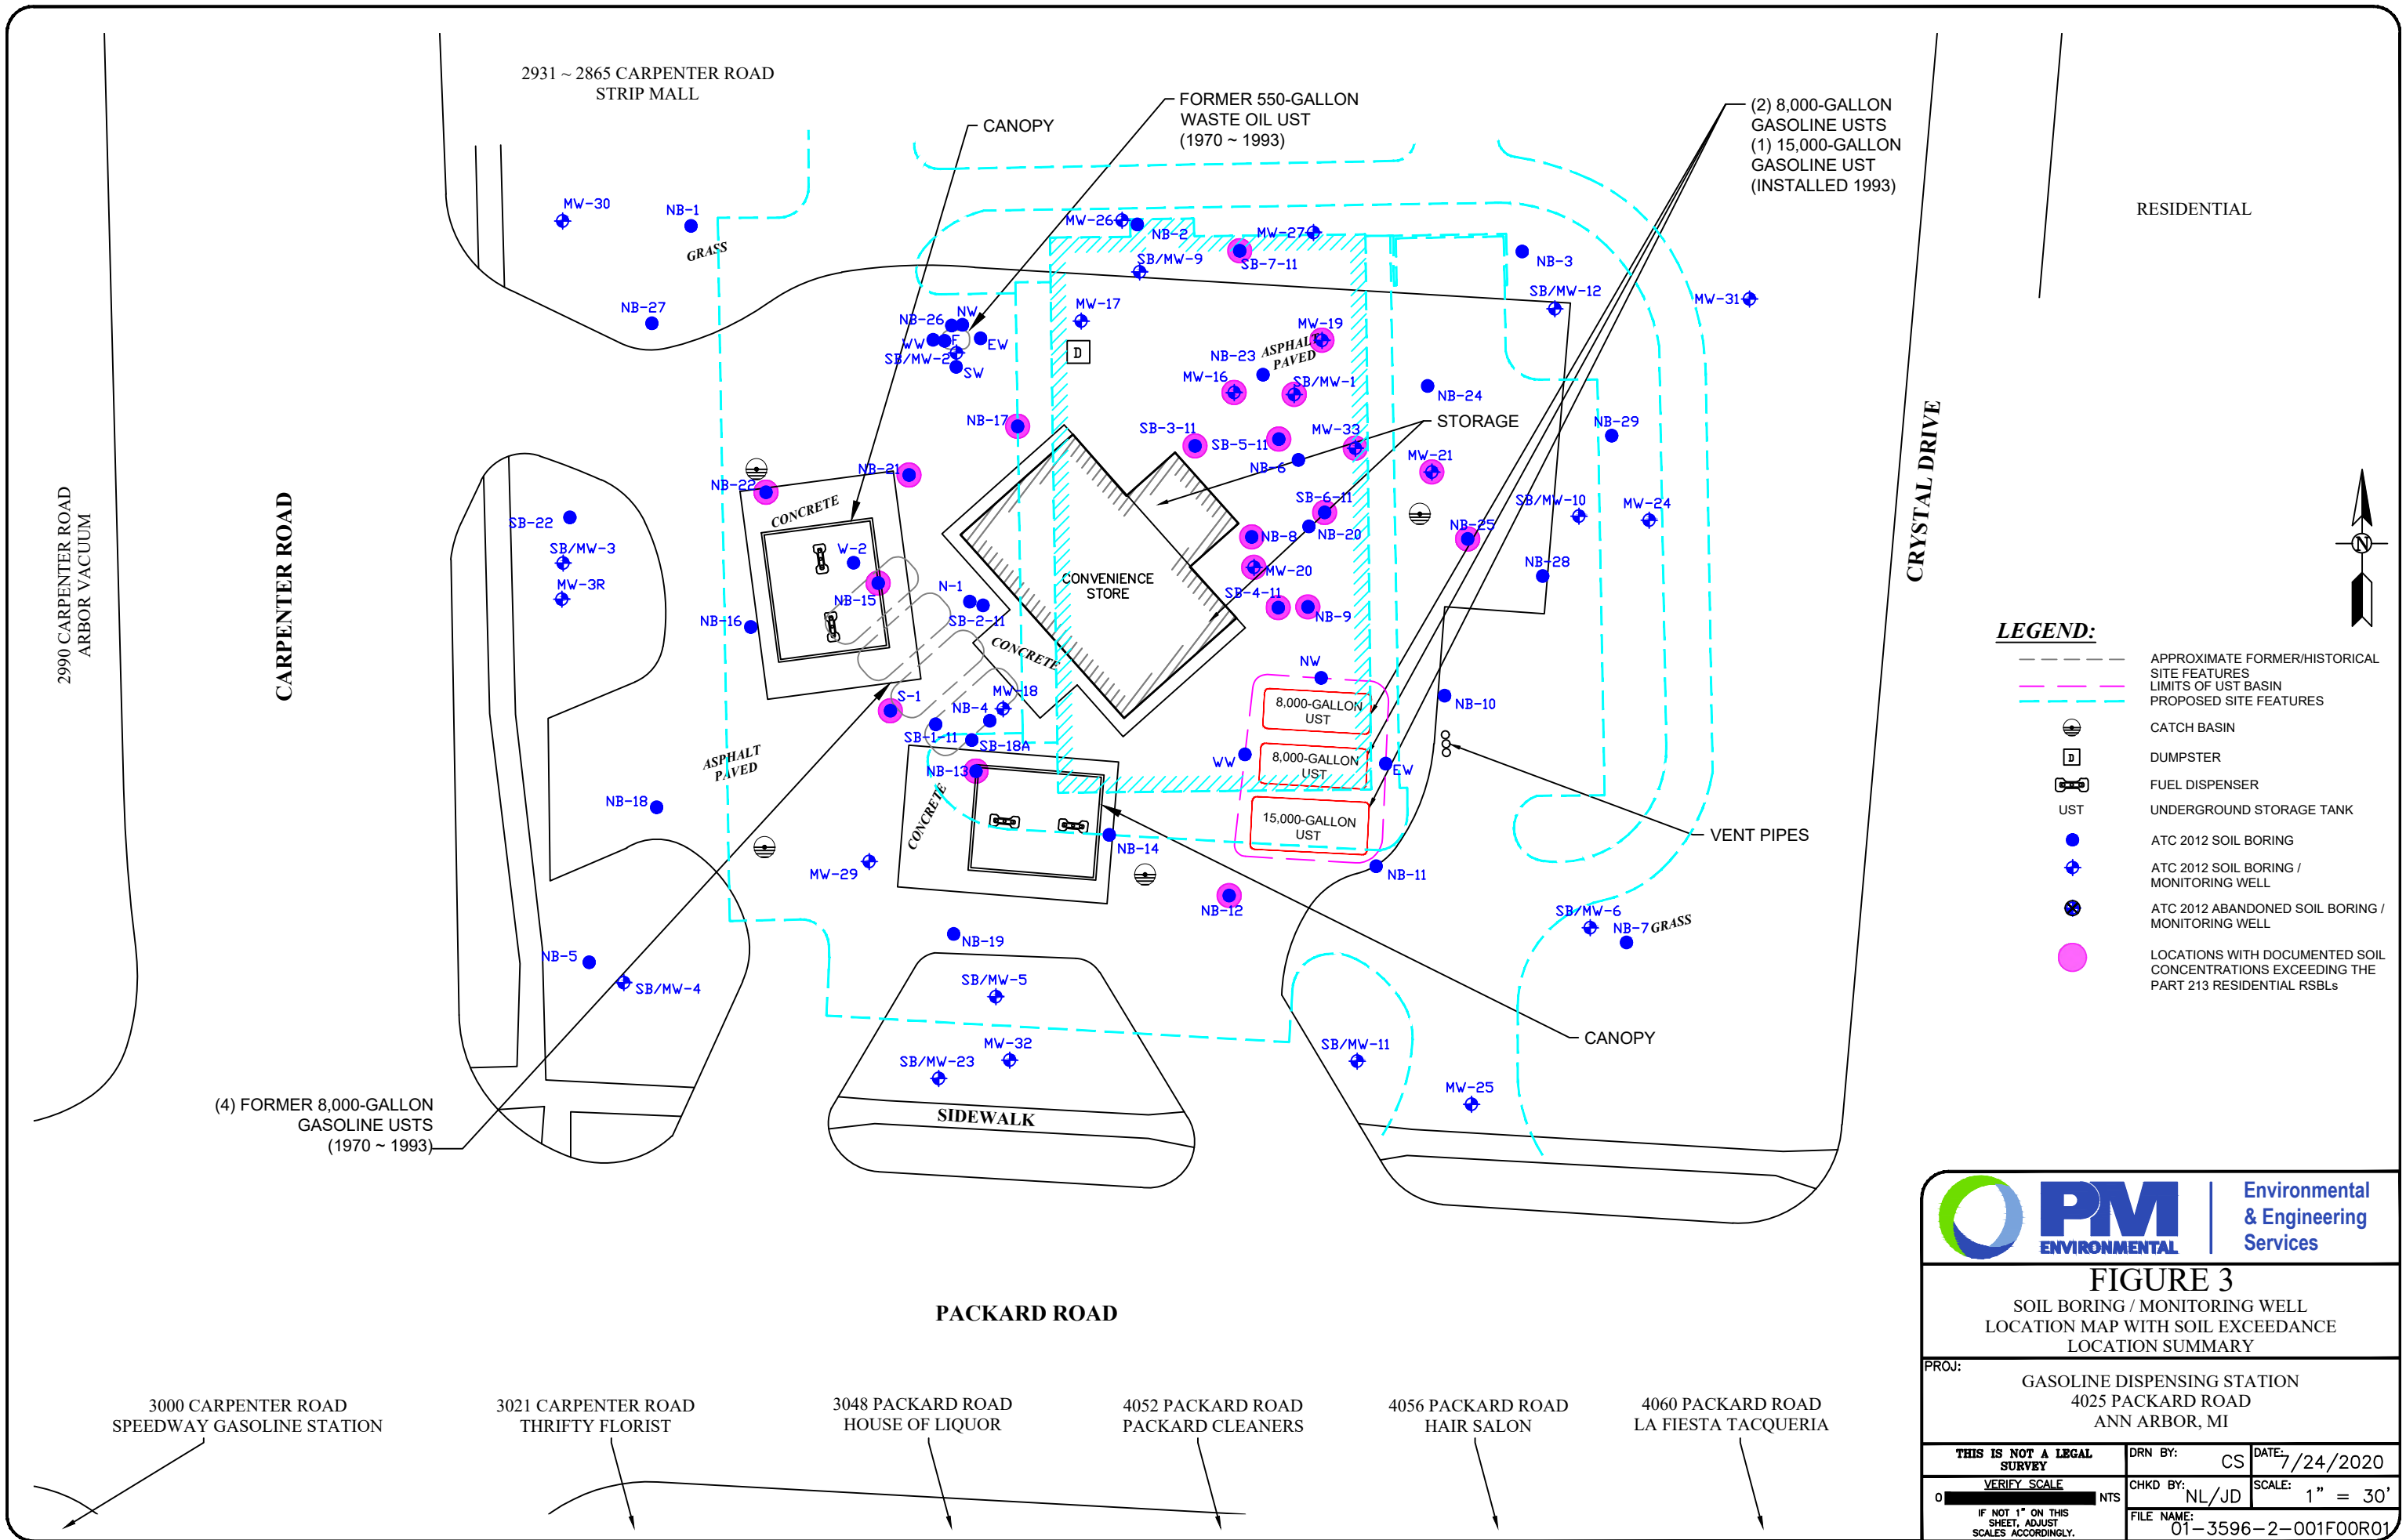 2931 ~ 2865 CARPENTER ROAD
STRIP MALL
CANOPY
FORMER 550-GALLON
WASTE OIL UST
(1970 ~ 1993)
(2) 8,000-GALLON
GASOLINE USTS
(1) 15,000-GALLON
GASOLINE UST
(INSTALLED 1993)
RESIDENTIAL
MW-30
NB-1
GRASS
MW-26
NB-2
MW-27
SB-7-11
SB/MW-9
NB-3
SB/MW-12
MW-31
NB-27
NB-26
NW
WW
F
EW
SB/MW-2
SW
MW-17
D
MW-19
NB-23
ASPHALT
PAVED
MW-16
SB/MW-1
NB-24
NB-17
SB-3-11
SB-5-11
MW-33
STORAGE
NB-29
NB-6
MW-21
NB-21
NB-22
CONCRETE
SB-6-11
NB-20
NB-8
NB-25
SB/MW-10
MW-24
SB-22
SB/MW-3
MW-3R
W-2
NB-15
N-1
SB-2-11
NB-16
CONVENIENCE
STORE
MW-20
SB-4-11
NB-9
NB-28
CONCRETE
2990 CARPENTER ROAD
ARBOR VACUUM
CARPENTER ROAD
CRYSTAL DRIVE
N
S-1
MW-18
NB-4
SB-1-11
SB-18A
NW
8,000-GALLON
UST
NB-10
WW
8,000-GALLON
UST
EW
15,000-GALLON
UST
VENT PIPES
ASPHALT
PAVED
NB-13
CONCRETE
NB-18
NB-14
MW-29
NB-11
NB-12
SB/MW-6
NB-7
GRASS
NB-19
NB-5
SB/MW-4
SB/MW-5
MW-32
SB/MW-23
SB/MW-11
CANOPY
MW-25
SIDEWALK
(4) FORMER 8,000-GALLON
GASOLINE USTS
(1970 ~ 1993)
LEGEND:
APPROXIMATE FORMER/HISTORICAL
SITE FEATURES
LIMITS OF UST BASIN
PROPOSED SITE FEATURES
CATCH BASIN
D DUMPSTER
FUEL DISPENSER
UST UNDERGROUND STORAGE TANK
ATC 2012 SOIL BORING
ATC 2012 SOIL BORING /
MONITORING WELL
ATC 2012 ABANDONED SOIL BORING /
MONITORING WELL
LOCATIONS WITH DOCUMENTED SOIL
CONCENTRATIONS EXCEEDING THE
PART 213 RESIDENTIAL RSBLs
PACKARD ROAD
3000 CARPENTER ROAD
SPEEDWAY GASOLINE STATION
3021 CARPENTER ROAD
THRIFTY FLORIST
3048 PACKARD ROAD
HOUSE OF LIQUOR
4052 PACKARD ROAD
PACKARD CLEANERS
4056 PACKARD ROAD
HAIR SALON
4060 PACKARD ROAD
LA FIESTA TACQUERIA
PM
ENVIRONMENTAL
Environmental
& Engineering
Services
FIGURE 3
SOIL BORING / MONITORING WELL
LOCATION MAP WITH SOIL EXCEEDANCE
LOCATION SUMMARY
PROJ:
GASOLINE DISPENSING STATION
4025 PACKARD ROAD
ANN ARBOR, MI
THIS IS NOT A LEGAL
SURVEY
DRN BY: CS
DATE: 7/24/2020
VERIFY SCALE
0 NTS
IF NOT 1" ON THIS
SHEET, ADJUST
SCALES ACCORDINGLY.
CHKD BY: NL/JD
SCALE: 1" = 30'
FILE NAME: 01-3596-2-001F00R01